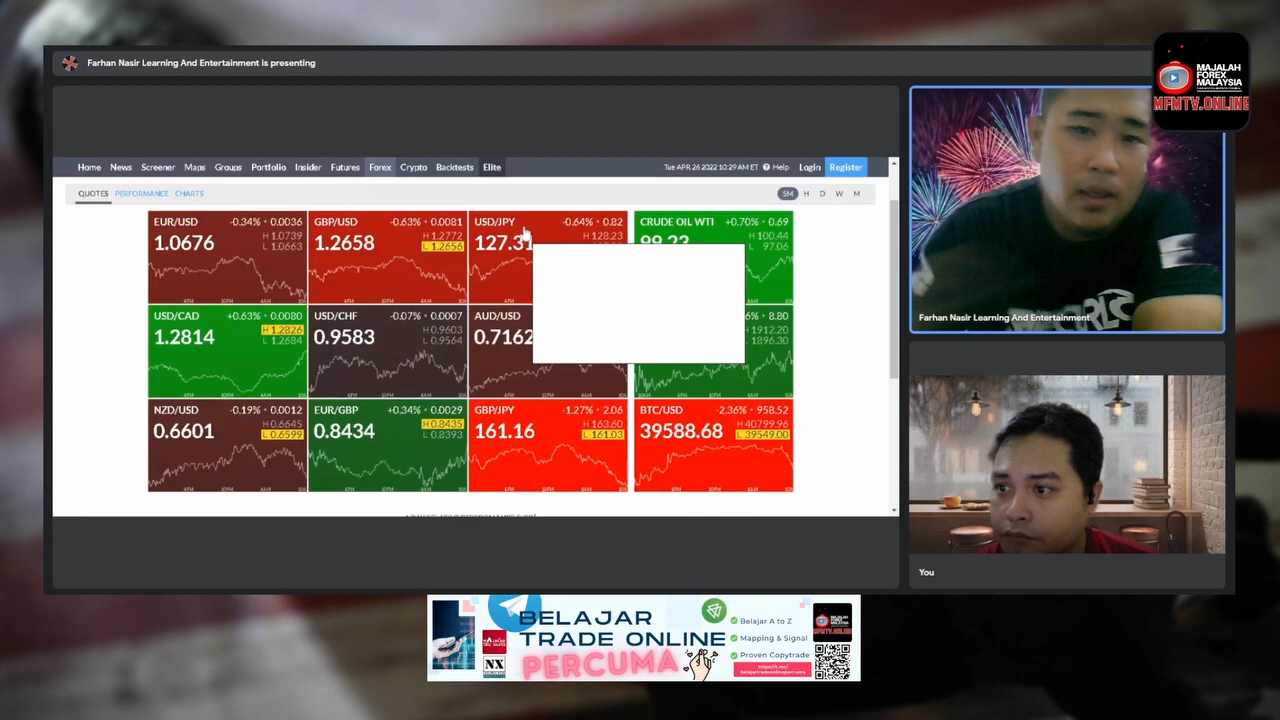 Farhan Nasir Learning And Entertainment is presenting
MAJALAH
FOREX
MALAYSIA
MFMTV.ONLINE
Home News Screener Maps Groups Portfolio Insider Futures Forex Crypto Backtests Elite
Tue APR 26 2022 10:29 AM ET Help Login Register
QUOTES PERFORMANCE CHARTS
5M H D W M
EUR/USD -0.34% • 0.0036
1.0676 H 1.0739
L 1.0663
GBP/USD -0.63% • 0.0081
1.2658 H 1.2772
L 1.2656
USD/JPY -0.64% • 0.82
127.31 H 128.23
CRUDE OIL WTI +0.70% • 0.69
99.23 H 100.44
L 97.06
USD/CAD +0.63% • 0.0080
1.2814 H 1.2826
L 1.2684
USD/CHF -0.07% • 0.0007
0.9583 H 0.9603
L 0.9564
AUD/USD
0.7162
6% • 8.80
H 1912.20
L 1896.30
NZD/USD -0.19% • 0.0012
0.6601 H 0.6645
L 0.6599
EUR/GBP +0.34% • 0.0029
0.8434 H 0.8435
L 0.8393
GBP/JPY -1.27% • 2.06
161.16 H 163.60
L 161.03
BTC/USD -2.36% • 958.52
39588.68 H 40799.96
L 39549.00
Farhan Nasir Learning And Entertainment
You
BELAJAR
TRADE ONLINE
PERCUMA
NX
Belajar A to Z
Mapping & Signal
Proven Copytrade
https://t.me/
belajartradeonlinepercuma
MFMTV.ONLINE